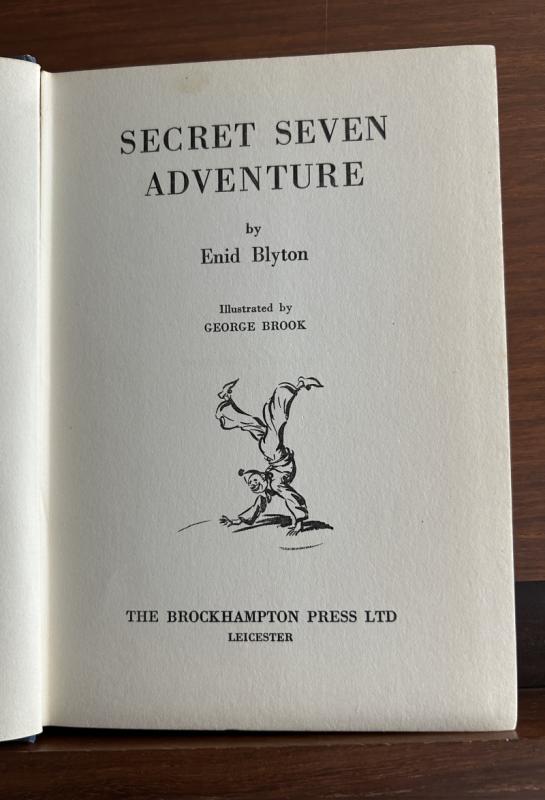 SECRET SEVEN
ADVENTURE
by
Enid Blyton
Illustrated by
GEORGE BROOK
THE BROCKHAMPTON PRESS LTD
LEICESTER